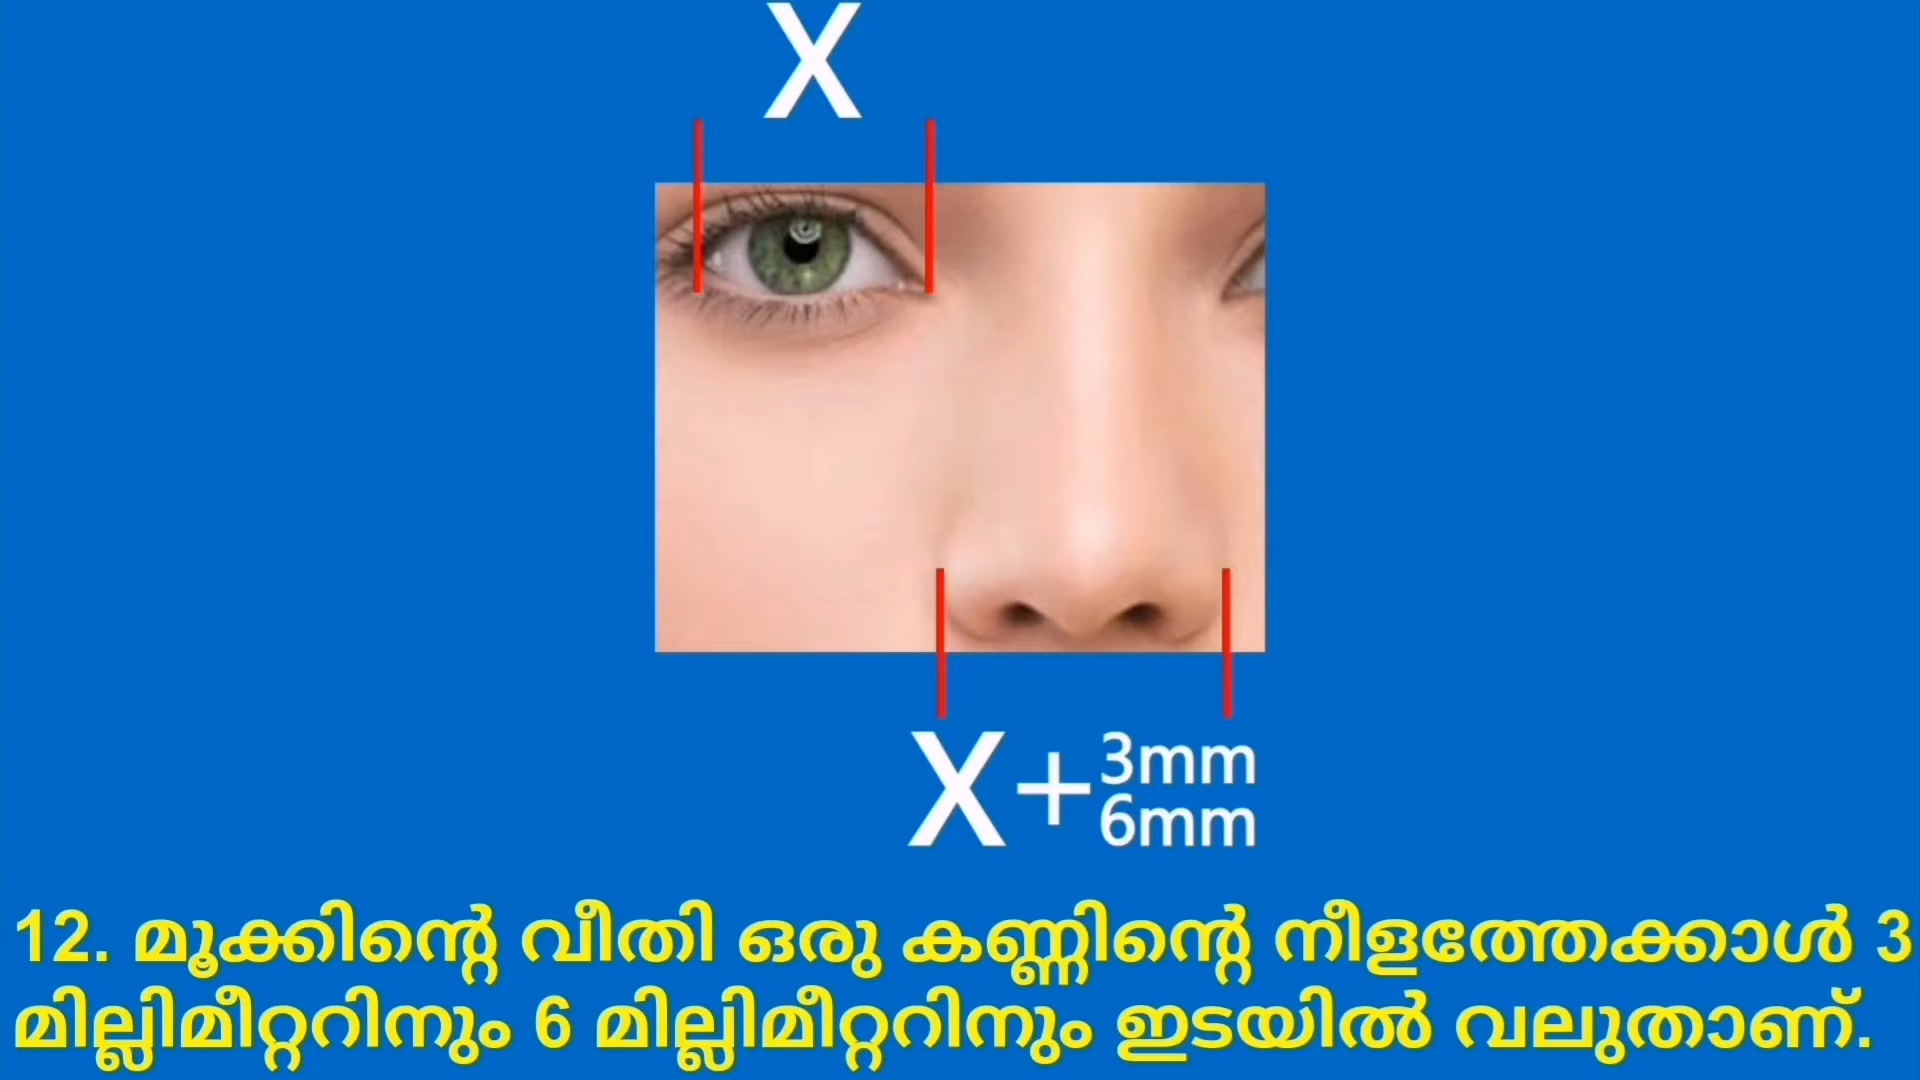 X
X+3mm
6mm
12. മൂക്കിന്റെ വീതി ഒരു കണ്ണിന്റെ നീളത്തേക്കാൾ 3
മില്ലിമീറ്ററിനും 6 മില്ലിമീറ്ററിനും ഇടയിൽ വലുതാണ്.